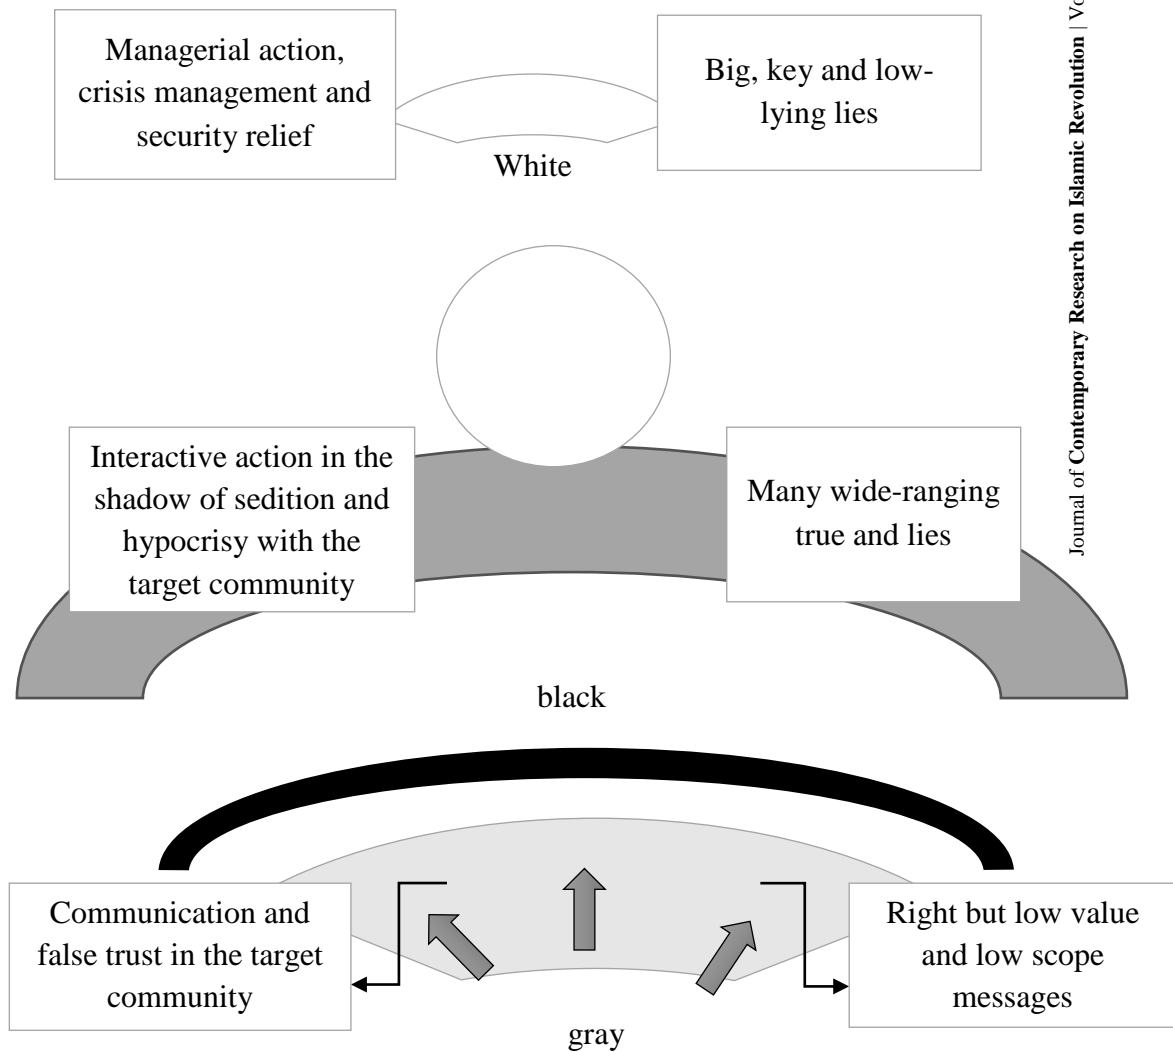 Managerial action,
crisis management and
security relief
Big, key and low-
lying lies
White
Interactive action in the
shadow of sedition and
hypocrisy with the
target community
Many wide-ranging
true and lies
black
Communication and
false trust in the target
community
Right but low value
and low scope
messages
gray
Journal of Contemporary Research on Islamic Revolution |